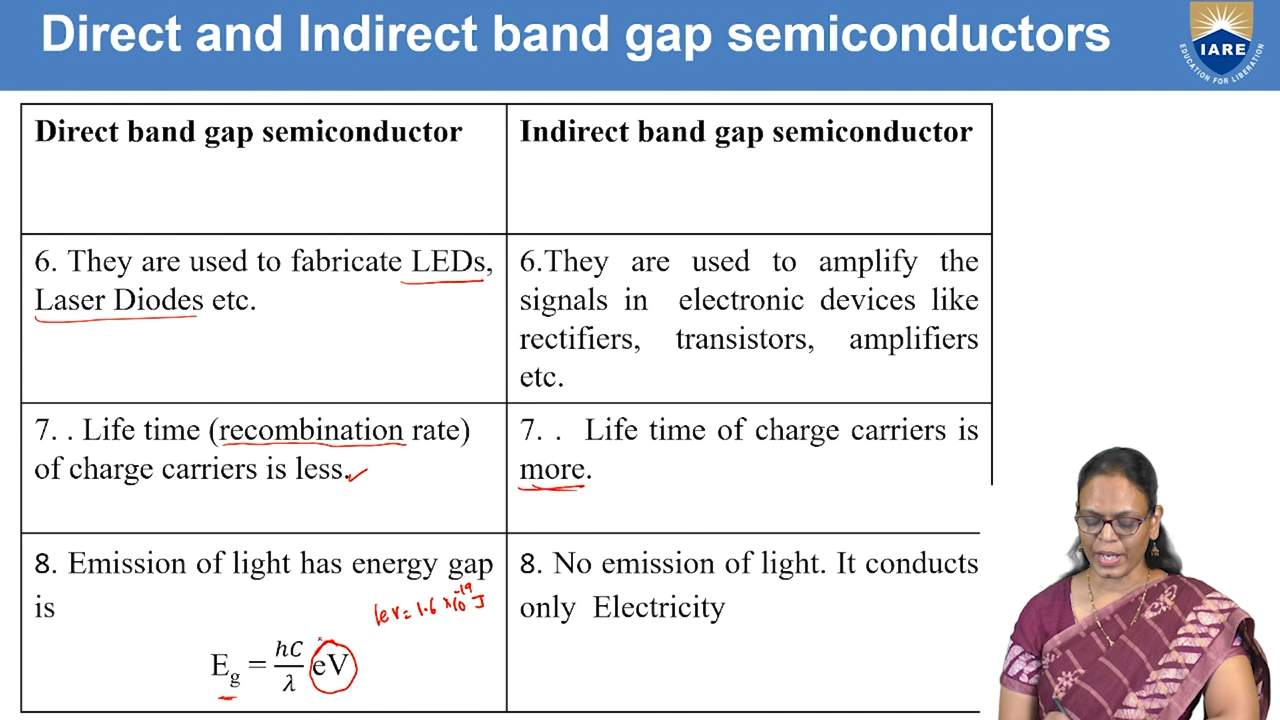 Direct and Indirect band gap semiconductors
IARE
EDUCATION FOR LIBERATION
Direct band gap semiconductor
Indirect band gap semiconductor
6. They are used to fabricate LEDs,
Laser Diodes etc.
6.They are used to amplify the
signals in electronic devices like
rectifiers, transistors, amplifiers
etc.
7. . Life time (recombination rate)
of charge carriers is less.
7. . Life time of charge carriers is
more.
8. Emission of light has energy gap
is
1eV = 1.6 × 10⁻¹⁹ J
E_g = hC/λ eV
8. No emission of light. It conducts
only Electricity